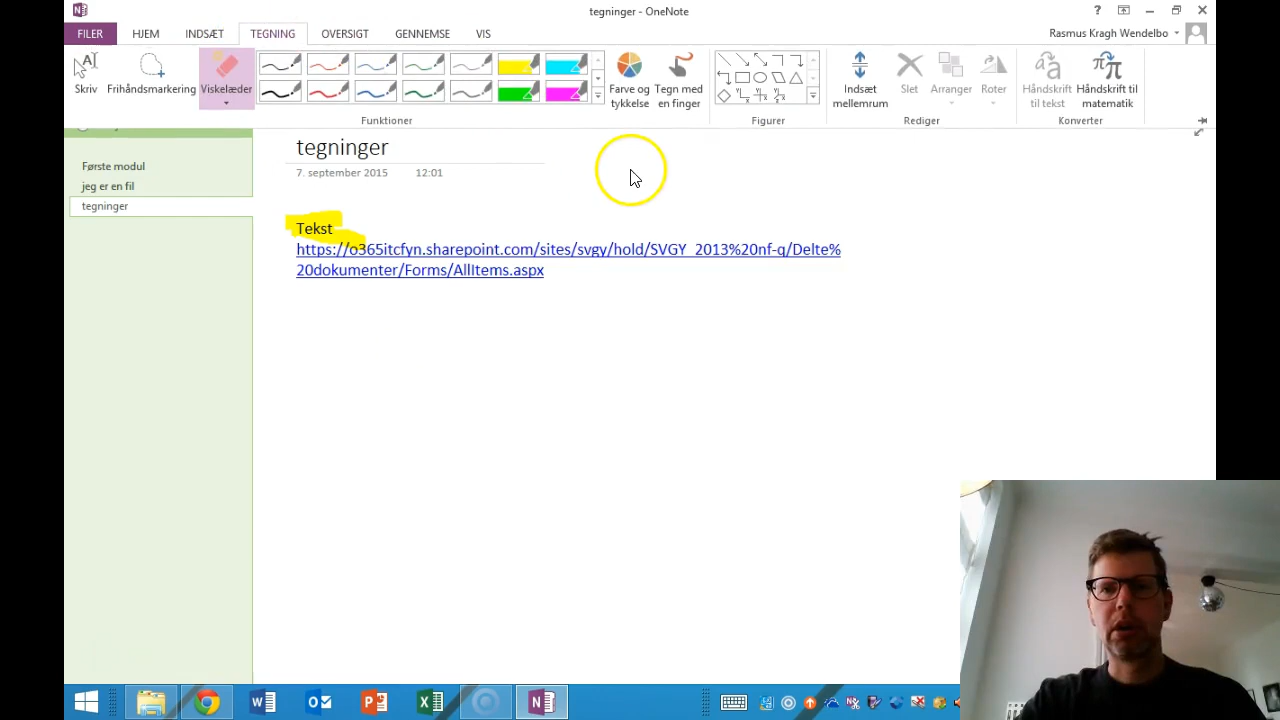 tegninger - OneNote
FILER HJEM INDSÆT TEGNING OVERSIGT GENNEMSE VIS
Rasmus Kragh Wendelbo
Skriv
Frihåndsmarkering
Viskelæder
Farve og tykkelse
Tegn med en finger
Indsæt mellemrum
Slet
Arranger
Roter
Håndskrift til tekst
Håndskrift til matematik
Funktioner
Figurer
Rediger
Konverter
Første modul
jeg er en fil
tegninger
tegninger
7. september 2015 12:01
Tekst
https://o365itcfyn.sharepoint.com/sites/svgy/hold/SVGY_2013%20nf-q/Delte%
20dokumenter/Forms/AllItems.aspx